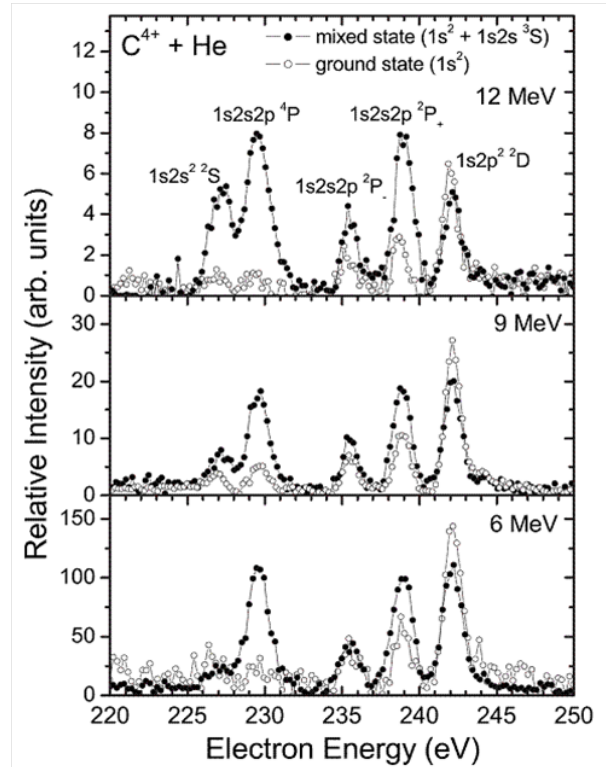 C⁴⁺ + He
mixed state (1s² + 1s2s ³S)
ground state (1s²)
12 MeV
1s2s2p ⁴P
1s2s2p ²P₊
1s2s² ²S
1s2p² ²D
1s2s2p ²P₋
12
10
8
6
4
2
0
9 MeV
30
20
10
0
6 MeV
150
100
50
0
220 225 230 235 240 245 250
Relative Intensity (arb. units)
Electron Energy (eV)